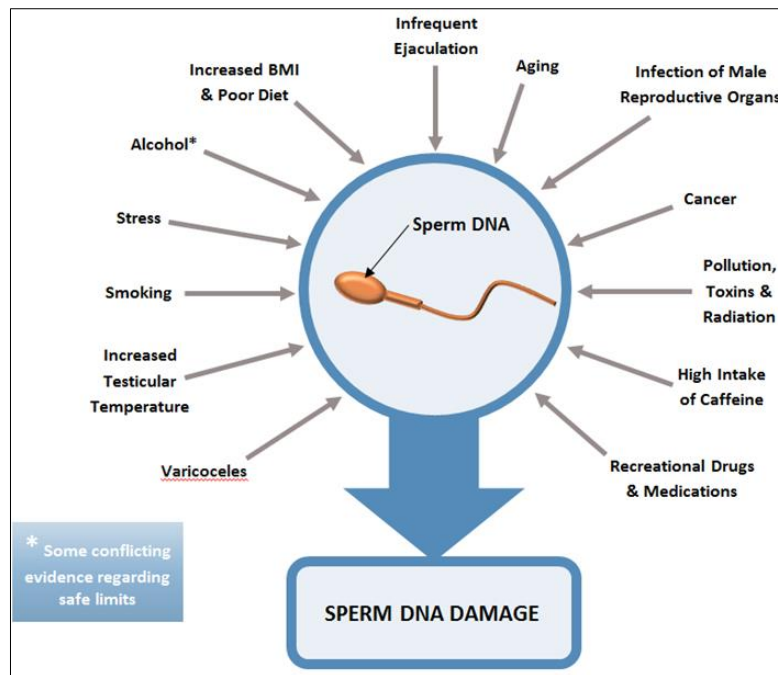 Infrequent
Ejaculation
Aging
Increased BMI
& Poor Diet
Infection of Male
Reproductive Organs
Alcohol*
Cancer
Stress
Sperm DNA
Pollution,
Toxins &
Radiation
Smoking
Increased
Testicular
Temperature
High Intake
of Caffeine
Varicoceles
Recreational Drugs
& Medications
* Some conflicting
evidence regarding
safe limits
SPERM DNA DAMAGE